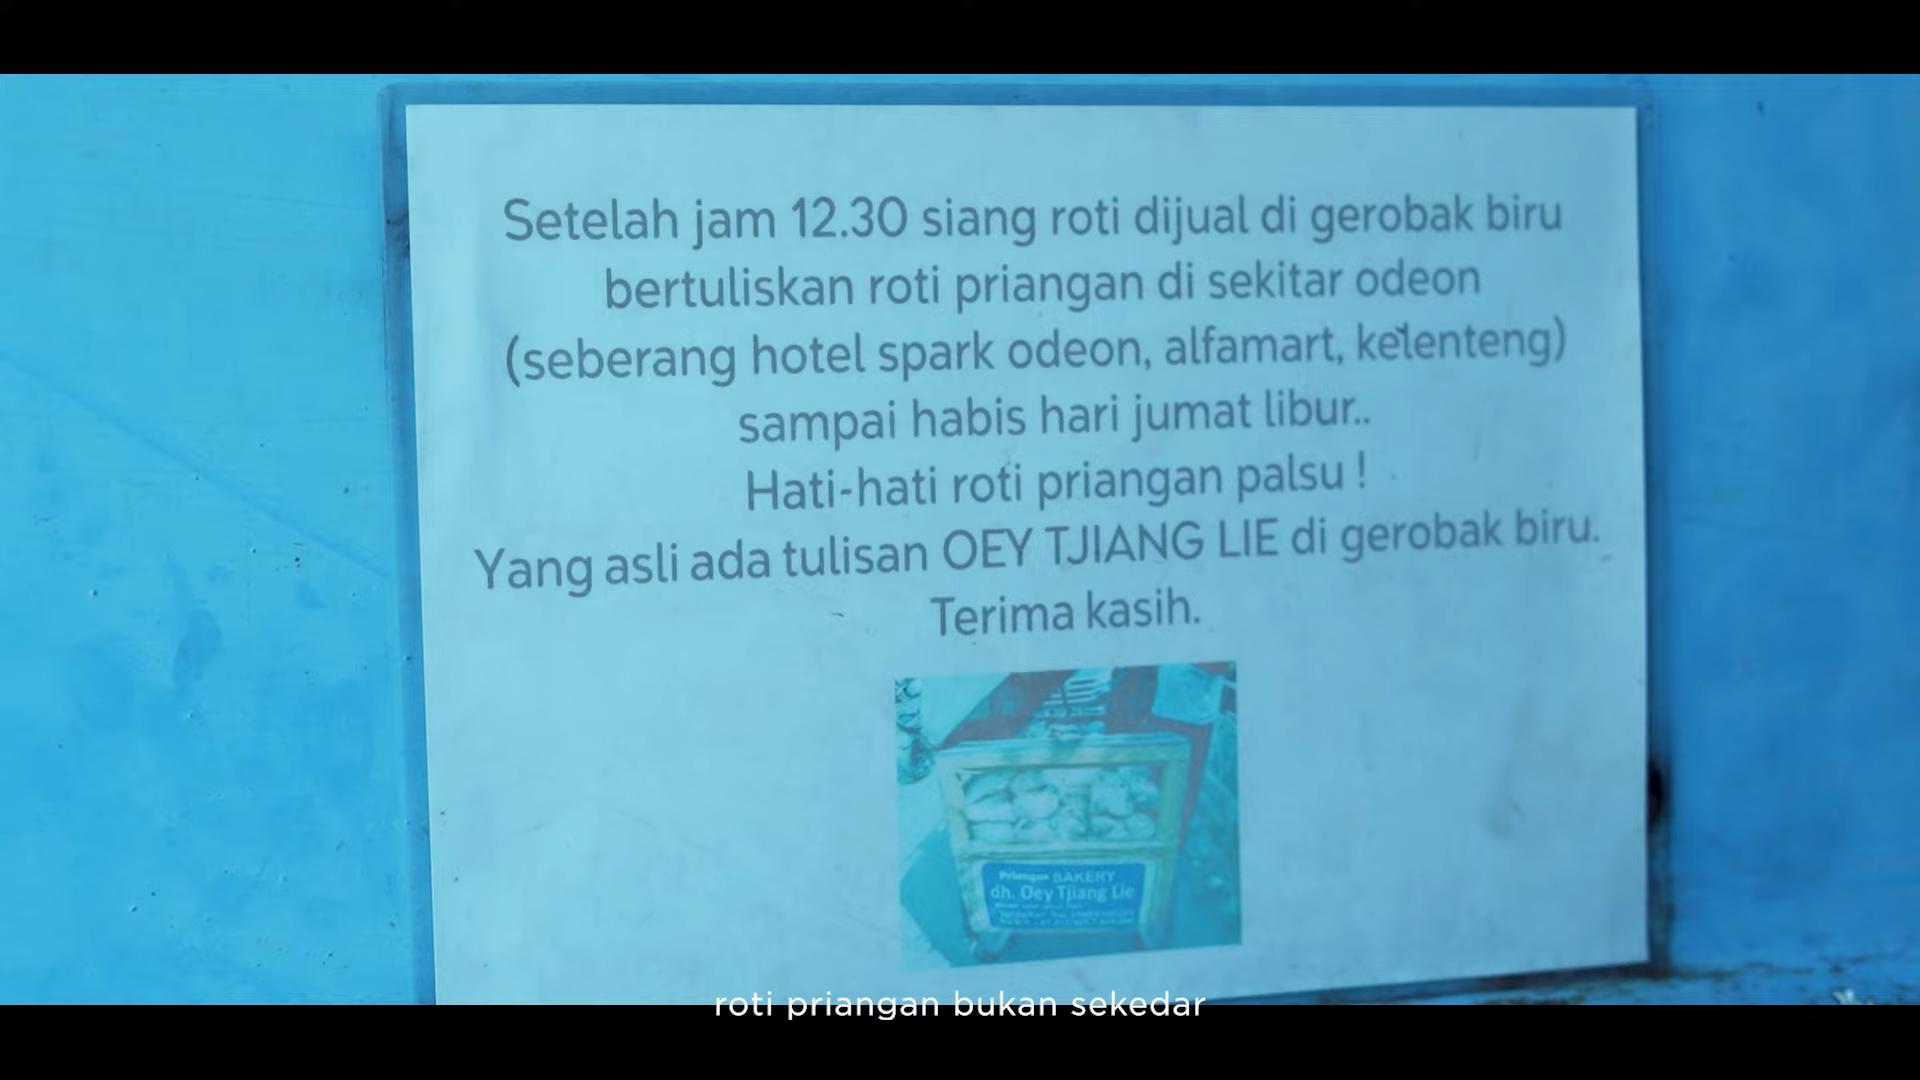 Setelah jam 12.30 siang roti dijual di gerobak biru
bertuliskan roti priangan di sekitar odeon
(seberang hotel spark odeon, alfamart, kelenteng)
sampai habis hari jumat libur..
Hati-hati roti priangan palsu !
Yang asli ada tulisan OEY TJIANG LIE di gerobak biru.
Terima kasih.
Priangan BAKERY
dh. Oey Tjiang Lie
roti priangan bukan sekedar